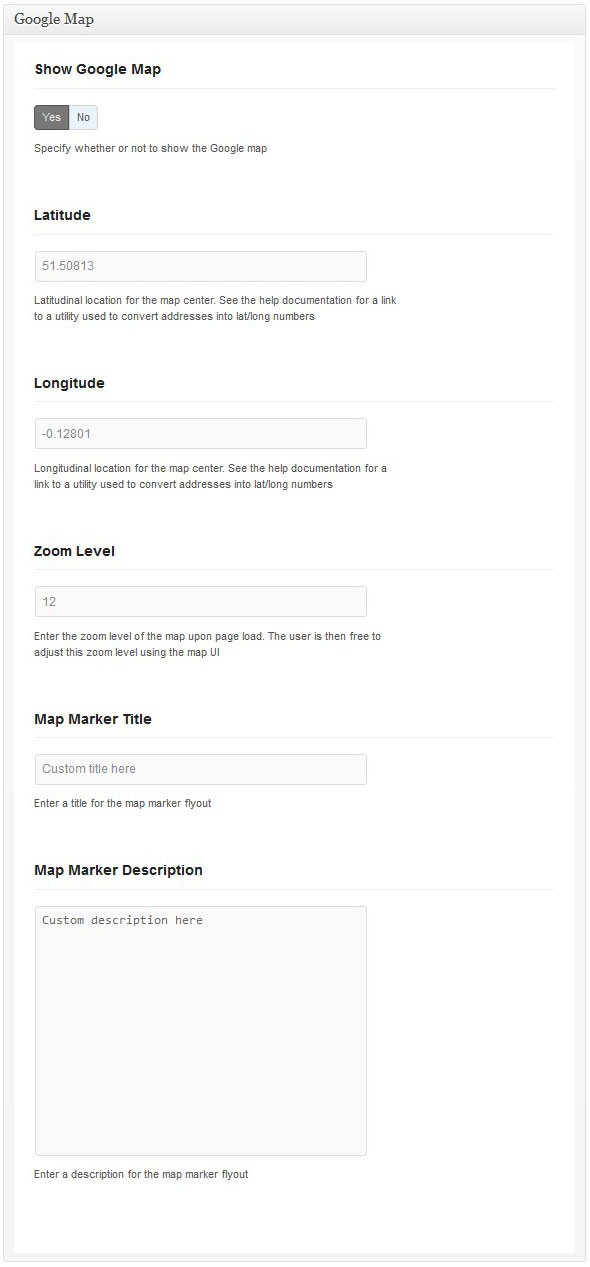 Google Map
Show Google Map
Yes No
Specify whether or not to show the Google map
Latitude
51.50813
Latitudinal location for the map center. See the help documentation for a link
to a utility used to convert addresses into lat/long numbers
Longitude
-0.12801
Longitudinal location for the map center. See the help documentation for a
link to a utility used to convert addresses into lat/long numbers
Zoom Level
12
Enter the zoom level of the map upon page load. The user is then free to
adjust this zoom level using the map UI
Map Marker Title
Custom title here
Enter a title for the map marker flyout
Map Marker Description
Custom description here
Enter a description for the map marker flyout